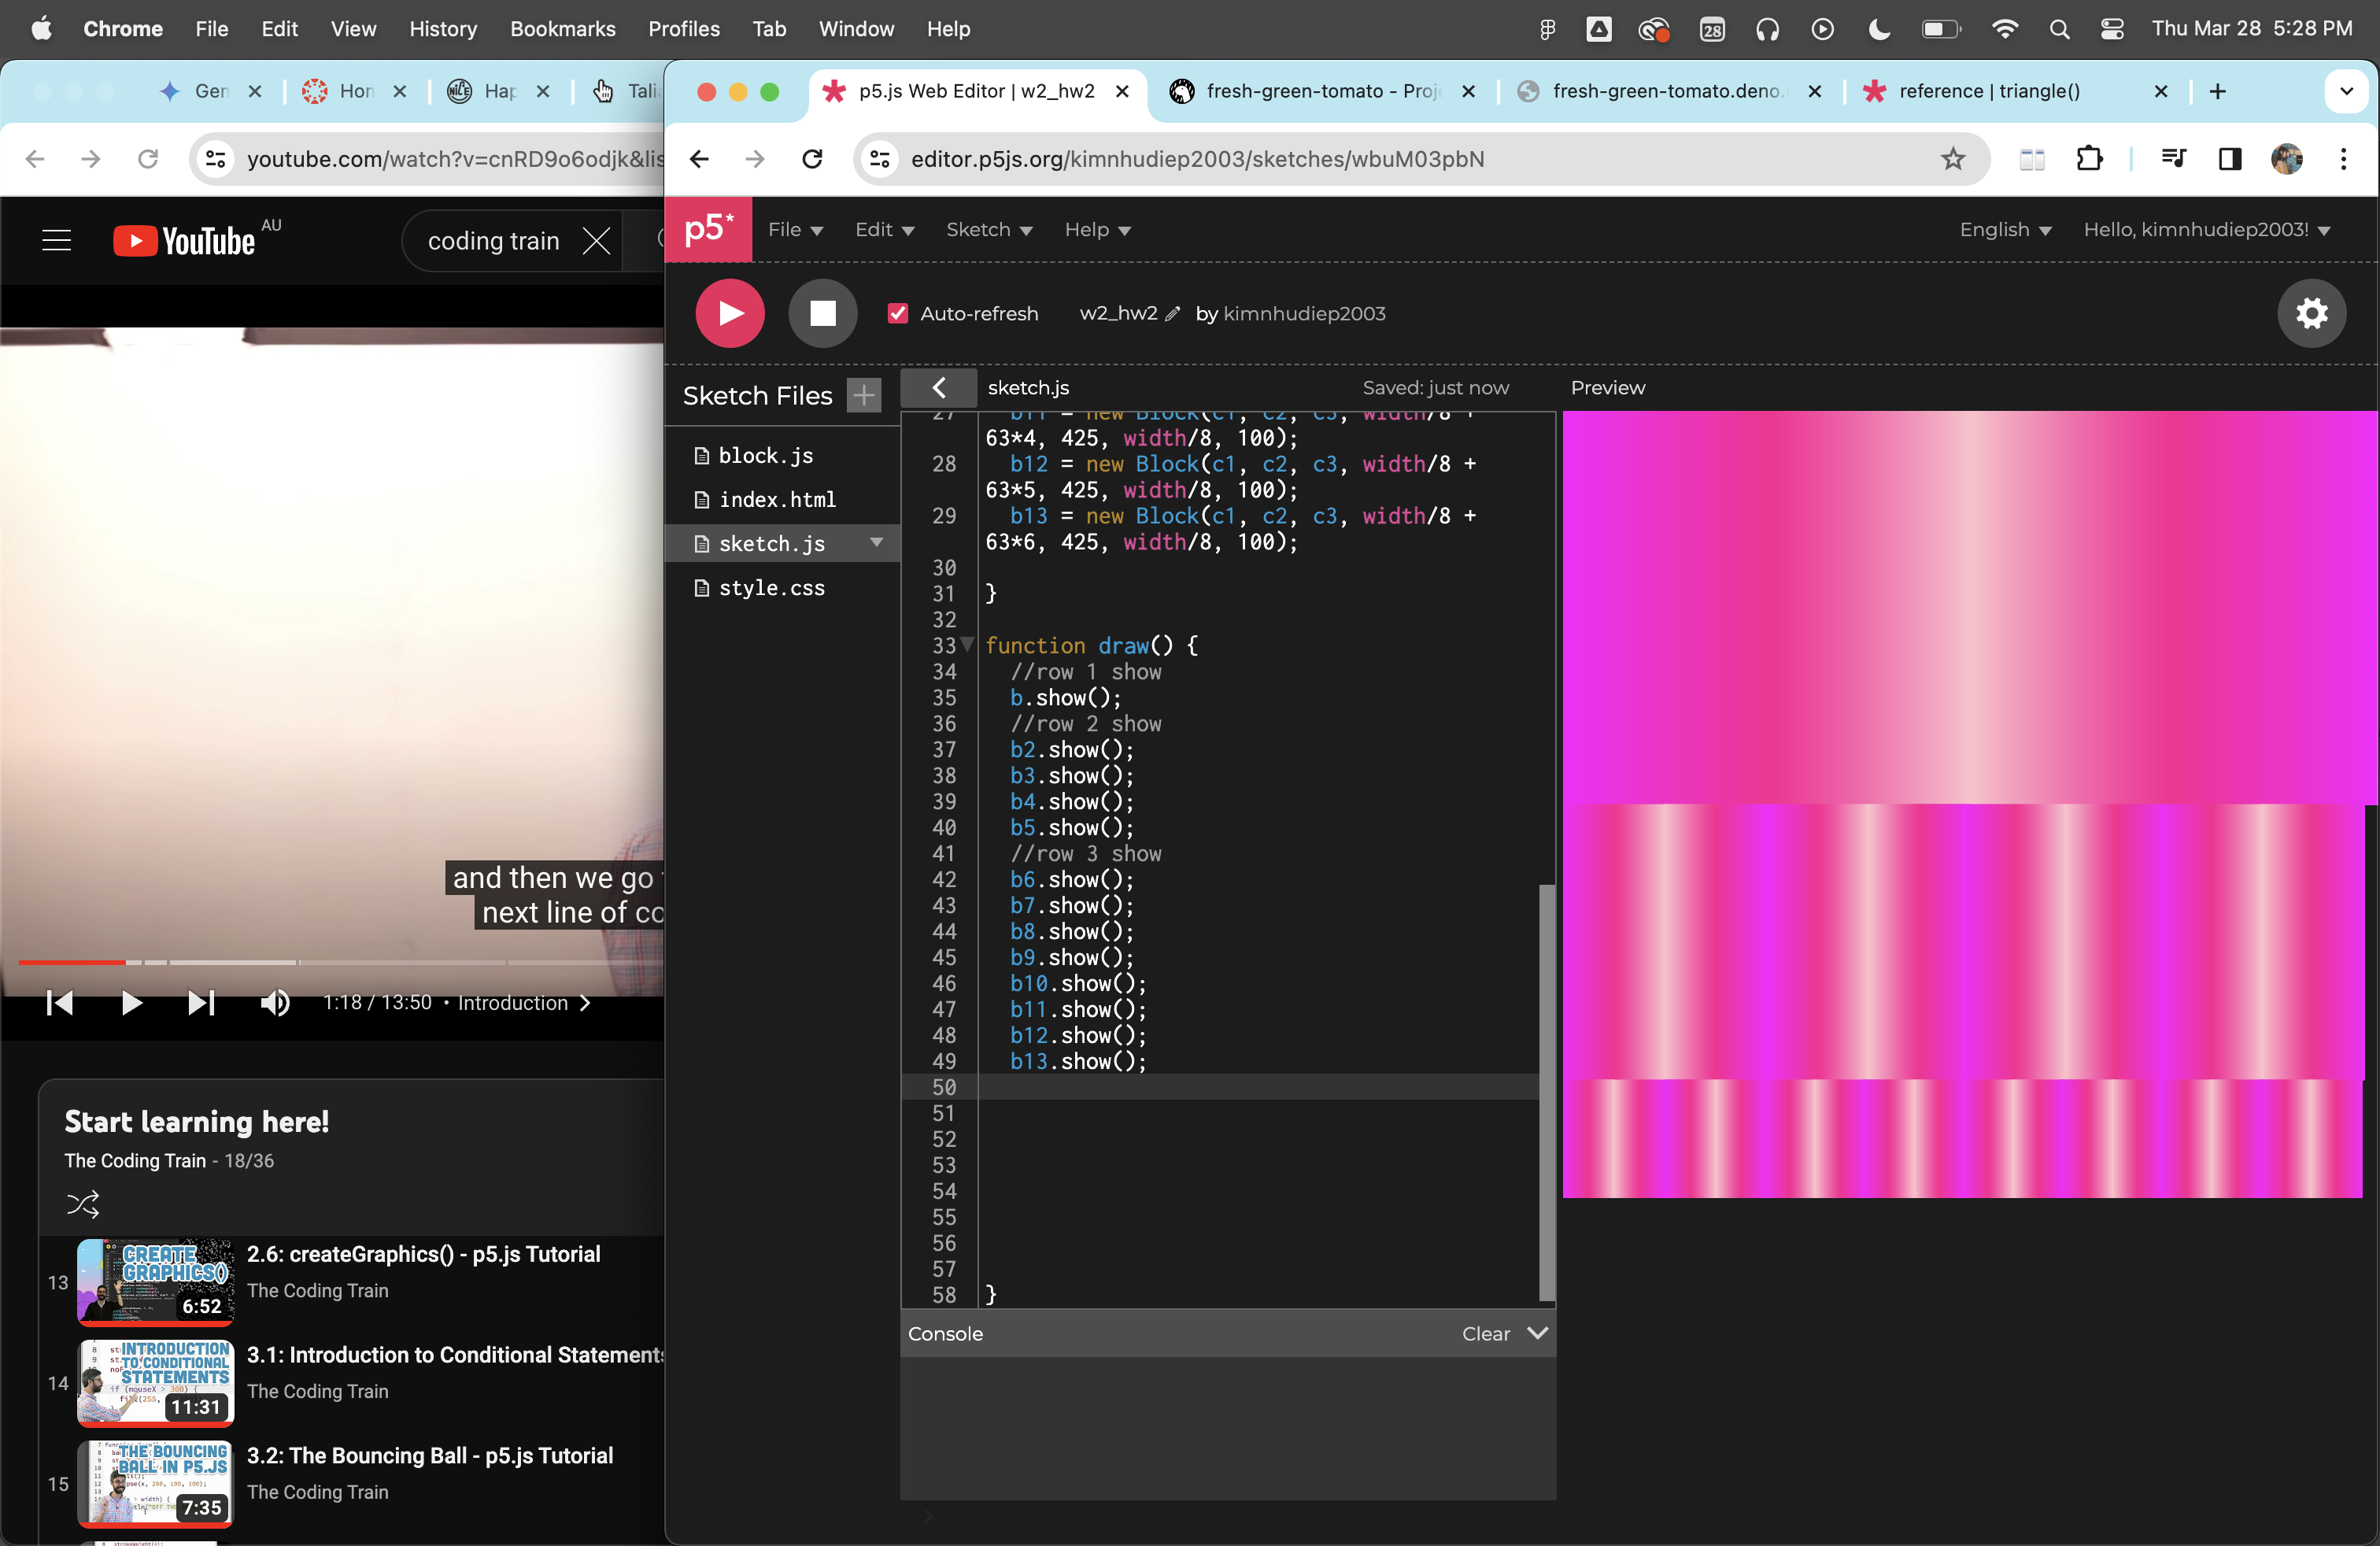 Chrome File Edit View History Bookmarks Profiles Tab Window Help 28 Thu Mar 28 5:28 PM
Gen Hon Hap Tali
p5.js Web Editor | w2_hw2 fresh-green-tomato - Proj fresh-green-tomato.deno. reference | triangle()
youtube.com/watch?v=cnRD9o6odjk&lis
editor.p5js.org/kimnhudiep2003/sketches/wbuM03pbN
YouTube AU
coding train
p5* File Edit Sketch Help English Hello, kimnhudiep2003!
Auto-refresh w2_hw2 by kimnhudiep2003
Sketch Files
block.js
index.html
sketch.js
style.css
sketch.js Saved: just now Preview
27 b11 = new Block(c1, c2, c3, width/8 +
63*4, 425, width/8, 100);
28 b12 = new Block(c1, c2, c3, width/8 +
63*5, 425, width/8, 100);
29 b13 = new Block(c1, c2, c3, width/8 +
63*6, 425, width/8, 100);
30
31 }
32
33 function draw() {
34 //row 1 show
35 b.show();
36 //row 2 show
37 b2.show();
38 b3.show();
39 b4.show();
40 b5.show();
41 //row 3 show
42 b6.show();
43 b7.show();
44 b8.show();
45 b9.show();
46 b10.show();
47 b11.show();
48 b12.show();
49 b13.show();
50
51
52
53
54
55
56
57
58 }
Console Clear
and then we go
next line of co
1:18 / 13:50 • Introduction
Start learning here!
The Coding Train - 18/36
13
CREATE
GRAPHICS()
6:52
2.6: createGraphics() - p5.js Tutorial
The Coding Train
14
INTRODUCTION
TO CONDITIONAL
STATEMENTS
11:31
3.1: Introduction to Conditional Statements
The Coding Train
15
THE BOUNCING
BALL IN P5.JS
7:35
3.2: The Bouncing Ball - p5.js Tutorial
The Coding Train